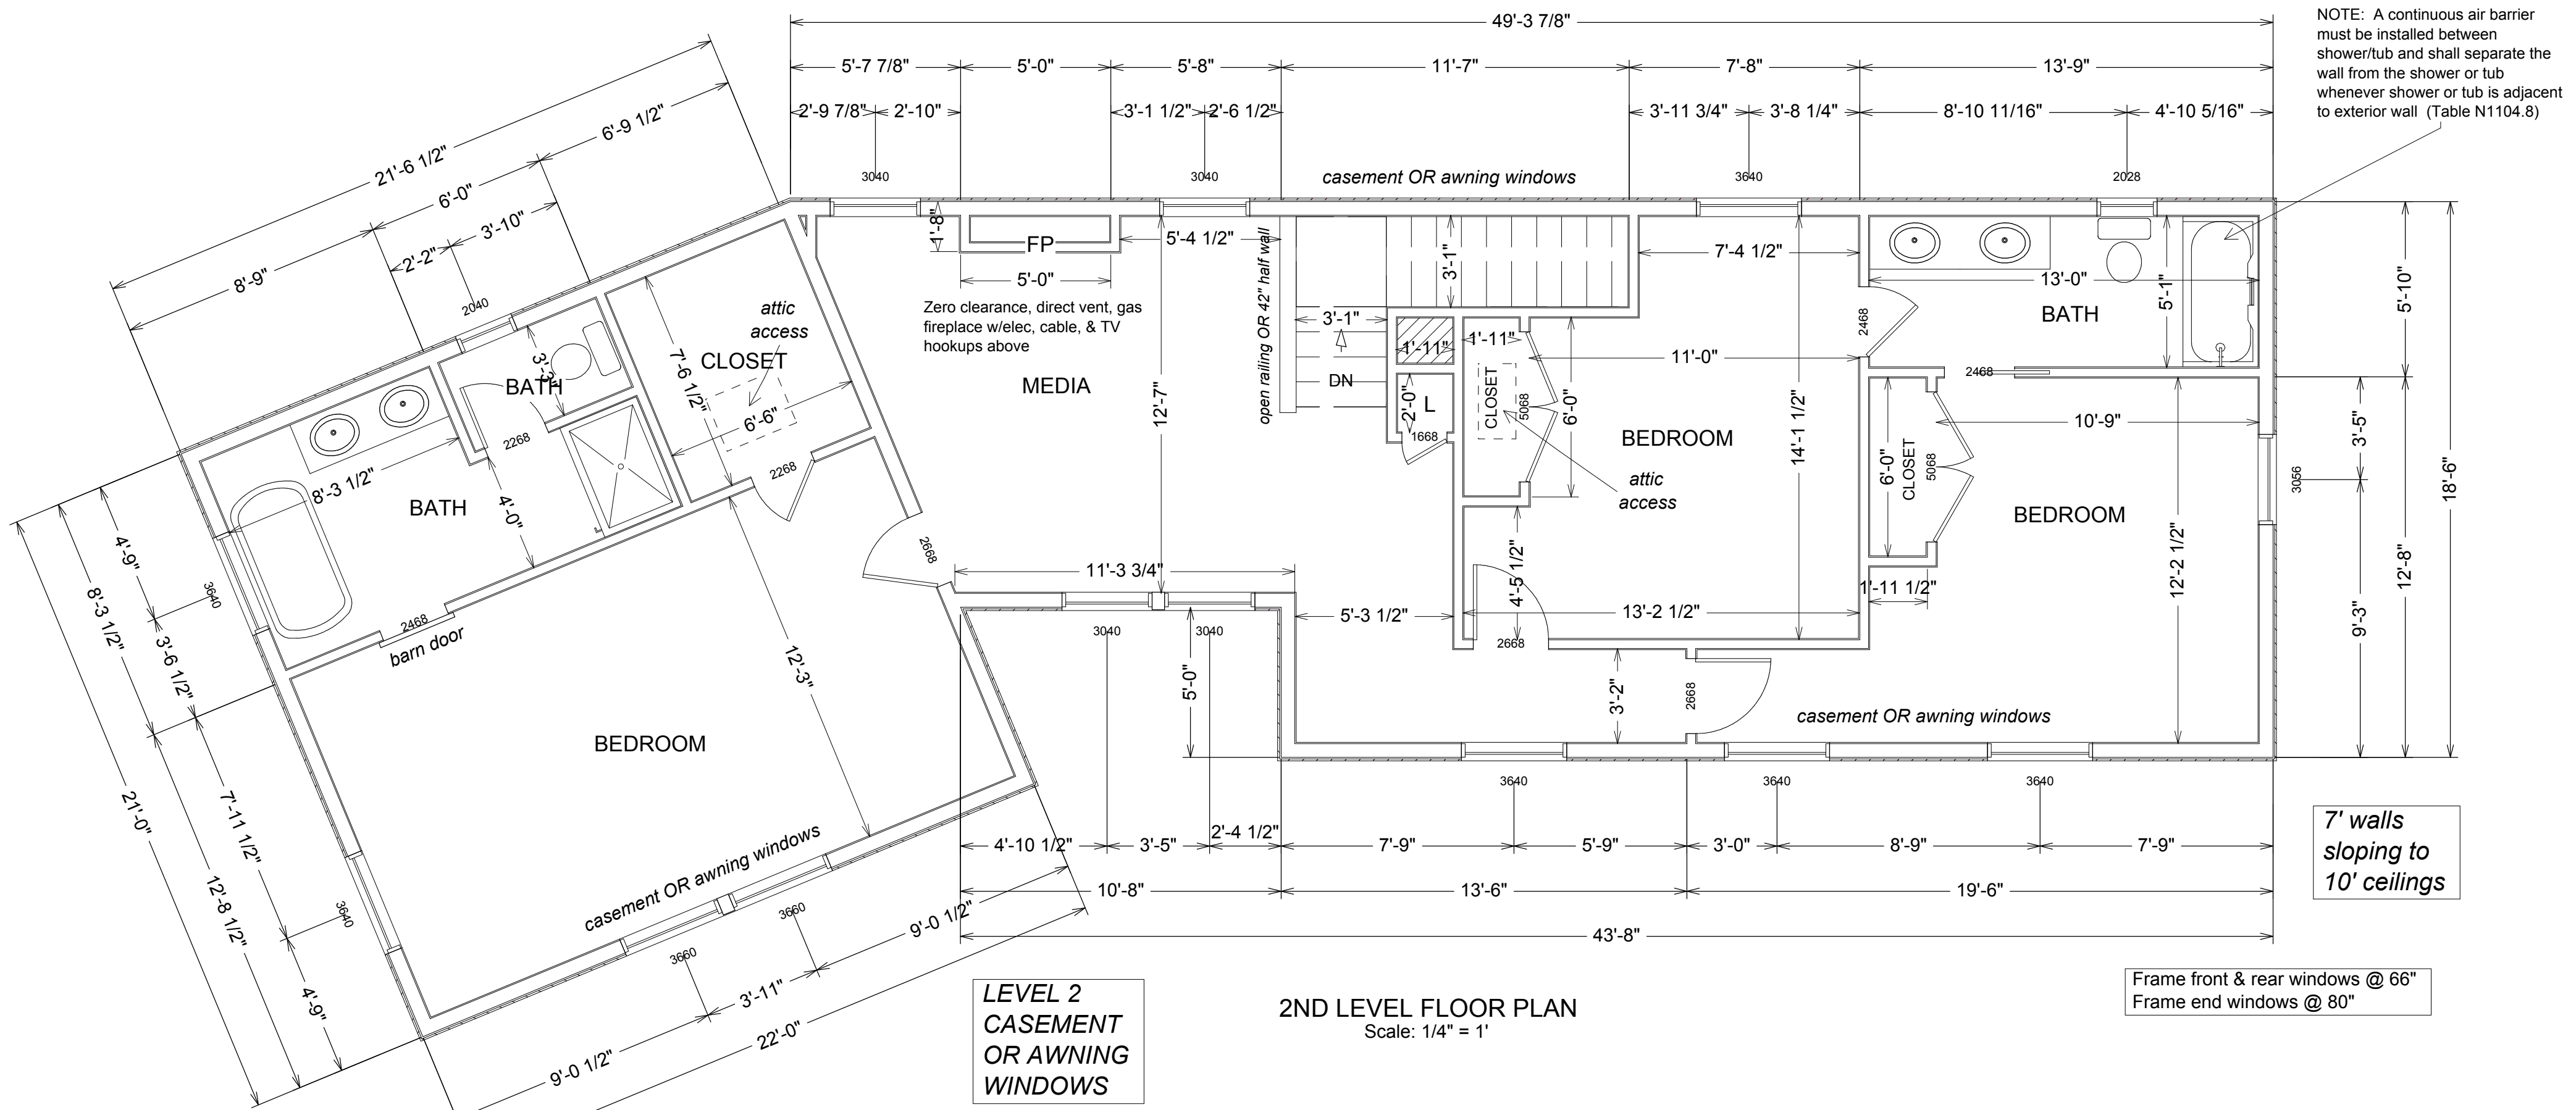 49'-3 7/8"
NOTE: A continuous air barrier
must be installed between
shower/tub and shall separate the
wall from the shower or tub
whenever shower or tub is adjacent
to exterior wall (Table N1104.8)
5'-7 7/8"
5'-0"
5'-8"
11'-7"
7'-8"
13'-9"
2'-9 7/8"
2'-10"
3'-1 1/2"
2'-6 1/2"
3'-11 3/4"
3'-8 1/4"
8'-10 11/16"
4'-10 5/16"
3040
3040
casement OR awning windows
3640
2028
21'-6 1/2"
6'-9 1/2"
6'-0"
3'-10"
8'-9"
2'-2"
2040
1'-8"
FP
5'-0"
5'-4 1/2"
Zero clearance, direct vent, gas
fireplace w/elec, cable, & TV
hookups above
MEDIA
12'-7"
open railing OR 42" half wall
3'-1"
3'-1"
DN
1'-11"
2'-0"
L
1668
1'-11"
CLOSET
5068
6'-0"
7'-4 1/2"
11'-0"
BEDROOM
14'-1 1/2"
attic
access
4'-5 1/2"
13'-2 1/2"
2668
2468
13'-0"
BATH
5'-1"
2468
10'-9"
6'-0"
CLOSET
5068
BEDROOM
1'-11 1/2"
12'-2 1/2"
3056
5'-10"
3'-5"
12'-8"
18'-6"
9'-3"
attic
access
CLOSET
7'-6 1/2"
6'-6"
3'-3"
BATH
2268
2268
8'-3 1/2"
BATH
4'-0"
2468
barn door
2668
11'-3 3/4"
5'-3 1/2"
3040
3040
5'-0"
3'-2"
2668
casement OR awning windows
12'-3"
BEDROOM
casement OR awning windows
4'-9"
3640
8'-3 1/2"
3'-6 1/2"
21'-0"
7'-11 1/2"
12'-8 1/2"
3640
4'-9"
3660
3660
9'-0 1/2"
3'-11"
9'-0 1/2"
22'-0"
3640
3640
3640
4'-10 1/2"
3'-5"
2'-4 1/2"
7'-9"
5'-9"
3'-0"
8'-9"
7'-9"
10'-8"
13'-6"
19'-6"
43'-8"
7' walls
sloping to
10' ceilings
LEVEL 2
CASEMENT
OR AWNING
WINDOWS
2ND LEVEL FLOOR PLAN
Scale: 1/4" = 1'
Frame front & rear windows @ 66"
Frame end windows @ 80"